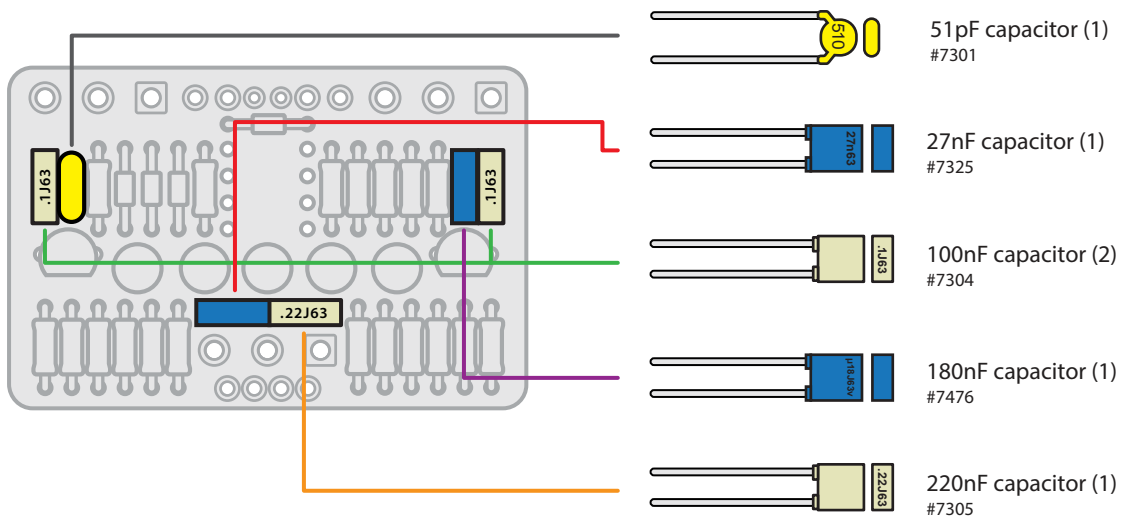 510
51pF capacitor (1)
#7301
27n63
27nF capacitor (1)
#7325
.1J63
.1J63
.1J63
100nF capacitor (2)
#7304
.22J63
µ18J63v
180nF capacitor (1)
#7476
.22J63
220nF capacitor (1)
#7305